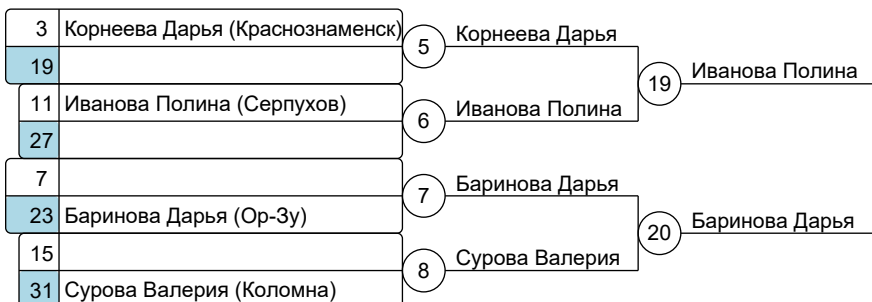 3 Корнеева Дарья (Краснознаменск)
5
Корнеева Дарья
19
19
Иванова Полина
11 Иванова Полина (Серпухов)
6
Иванова Полина
27
7
7
Баринова Дарья
23 Баринова Дарья (Ор-Зу)
20
Баринова Дарья
15
8
Сурова Валерия
31 Сурова Валерия (Коломна)